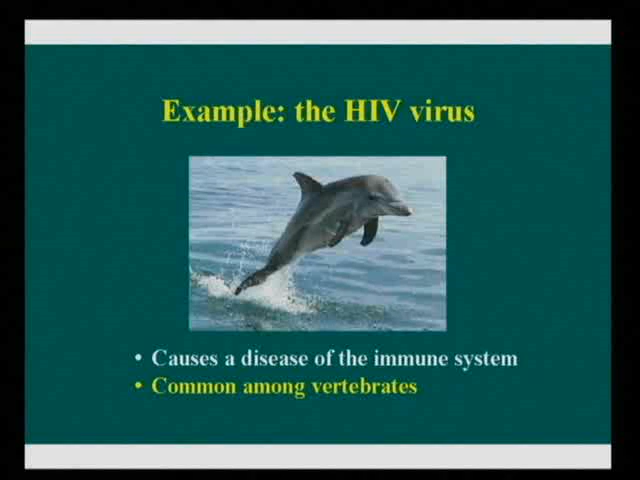 Example: the HIV virus
• Causes a disease of the immune system
• Common among vertebrates